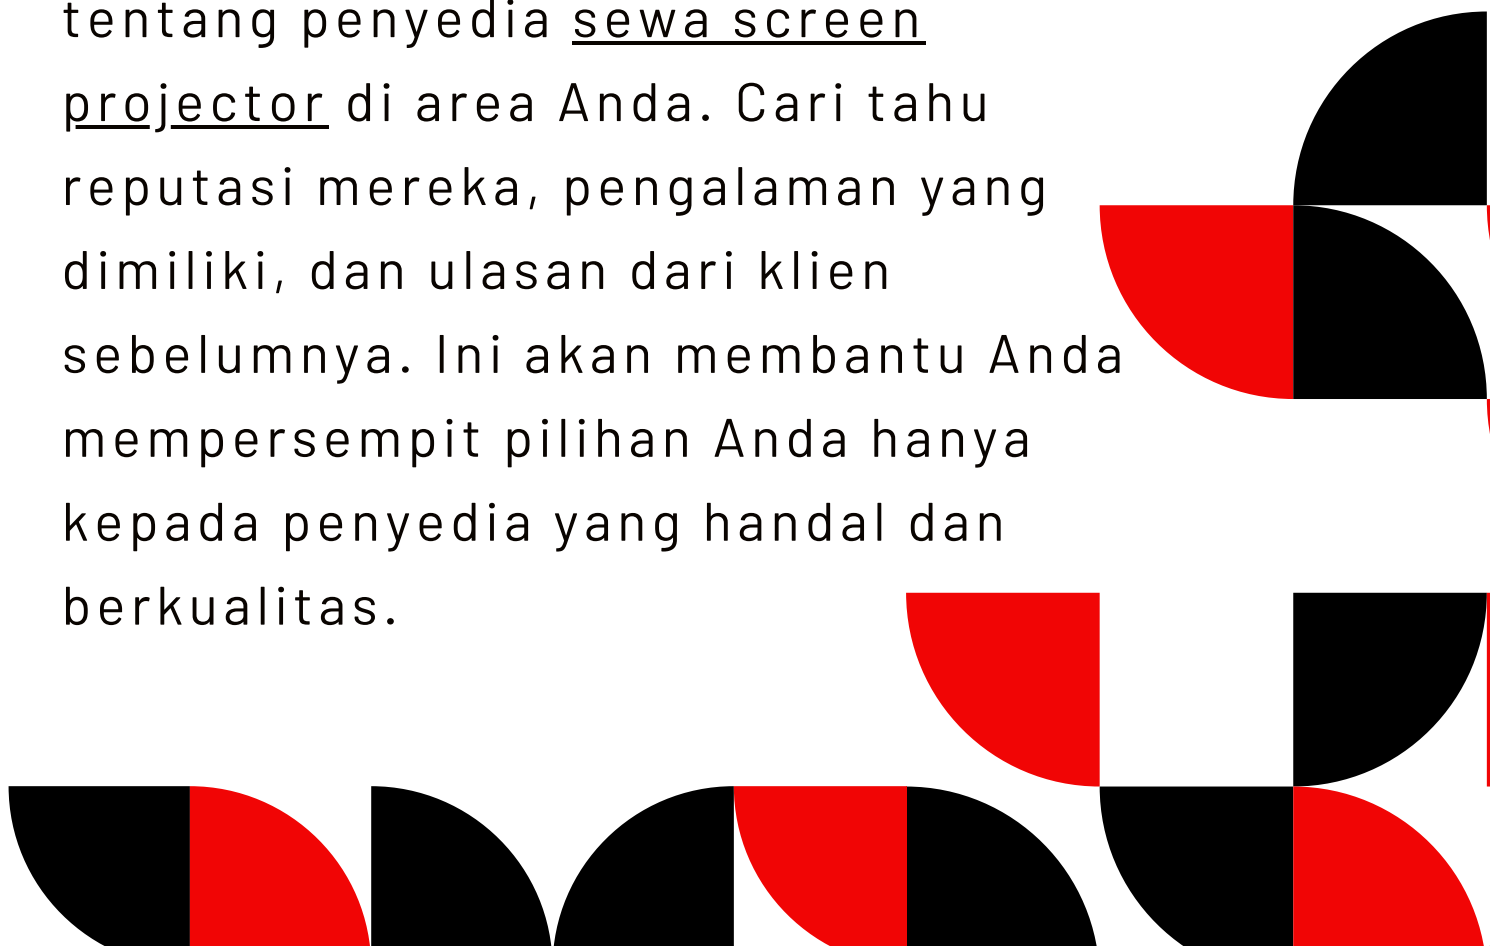 tentang penyedia sewa screen
projector di area Anda. Cari tahu
reputasi mereka, pengalaman yang
dimiliki, dan ulasan dari klien
sebelumnya. Ini akan membantu Anda
mempersempit pilihan Anda hanya
kepada penyedia yang handal dan
berkualitas.